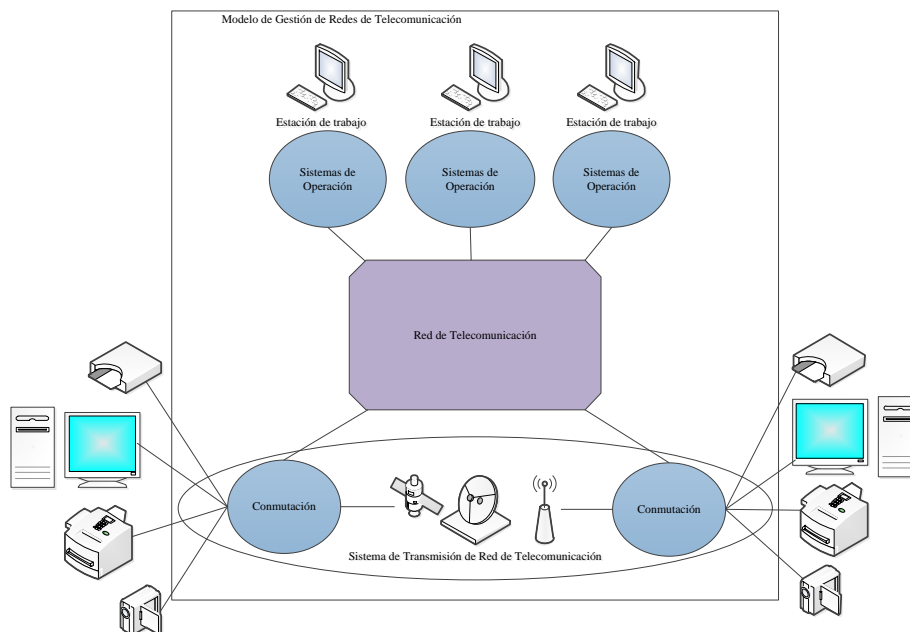 Modelo de Gestión de Redes de Telecomunicación
Estación de trabajo
Estación de trabajo
Estación de trabajo
Sistemas de
Operación
Sistemas de
Operación
Sistemas de
Operación
Red de Telecomunicación
Conmutación
Conmutación
Sistema de Transmisión de Red de Telecomunicación